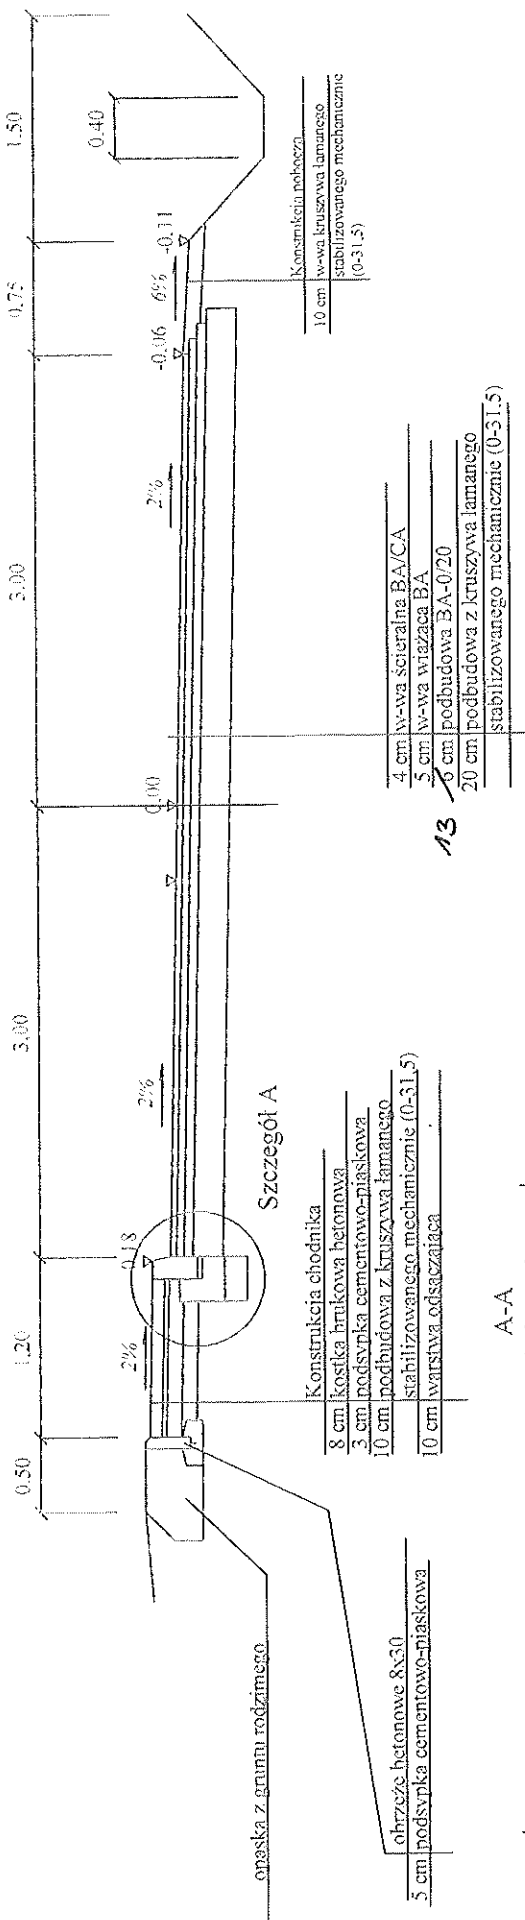 0.50
1.20
3.00
3.00
0.75
1.50
0.40
2%
0.18
2%
0.00
2%
-0.06
6%
-0.11
Szczegół A
opaska z gruntu rodzimego
obrzeże betonowe 8x30
5 cm podsypka cementowo-piaskowa
Konstrukcja chodnika
8 cm kostka brukowa betonowa
3 cm podsypka cementowo-piaskowa
10 cm podbudowa z kruszywa łamanego
stabilizowanego mechanicznie (0-31,5)
10 cm warstwa odsączająca
4 cm w-wa ścieralna BA/CA
5 cm w-wa wiążąca BA
13 6 cm podbudowa BA-0/20
20 cm podbudowa z kruszywa łamanego
stabilizowanego mechanicznie (0-31.5)
Konstrukcja pobocza
10 cm w-wa kruszywa łamanego
stabilizowanego mechanicznie
(0-31.5)
A-A